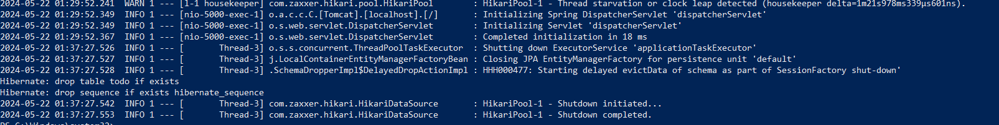 2024-05-22 01:29:52.241  WARN 1 --- [l-1 housekeeper] com.zaxxer.hikari.pool.HikariPool        : HikariPool-1 - Thread starvation or clock leap detected (housekeeper delta=1m21s978ms339µs601ns).
2024-05-22 01:29:52.349  INFO 1 --- [nio-5000-exec-1] o.a.c.c.C.[Tomcat].[localhost].[/]       : Initializing Spring DispatcherServlet 'dispatcherServlet'
2024-05-22 01:29:52.349  INFO 1 --- [nio-5000-exec-1] o.s.web.servlet.DispatcherServlet        : Initializing Servlet 'dispatcherServlet'
2024-05-22 01:29:52.367  INFO 1 --- [nio-5000-exec-1] o.s.web.servlet.DispatcherServlet        : Completed initialization in 18 ms
2024-05-22 01:37:27.526  INFO 1 --- [       Thread-3] o.s.s.concurrent.ThreadPoolTaskExecutor  : Shutting down ExecutorService 'applicationTaskExecutor'
2024-05-22 01:37:27.527  INFO 1 --- [       Thread-3] j.LocalContainerEntityManagerFactoryBean : Closing JPA EntityManagerFactory for persistence unit 'default'
2024-05-22 01:37:27.528  INFO 1 --- [       Thread-3] .SchemaDropperImpl$DelayedDropActionImpl : HHH000477: Starting delayed evictData of schema as part of SessionFactory shut-down'
Hibernate: drop table todo if exists
Hibernate: drop sequence if exists hibernate_sequence
2024-05-22 01:37:27.542  INFO 1 --- [       Thread-3] com.zaxxer.hikari.HikariDataSource       : HikariPool-1 - Shutdown initiated...
2024-05-22 01:37:27.553  INFO 1 --- [       Thread-3] com.zaxxer.hikari.HikariDataSource       : HikariPool-1 - Shutdown completed.
PS C:\Windows\system32>